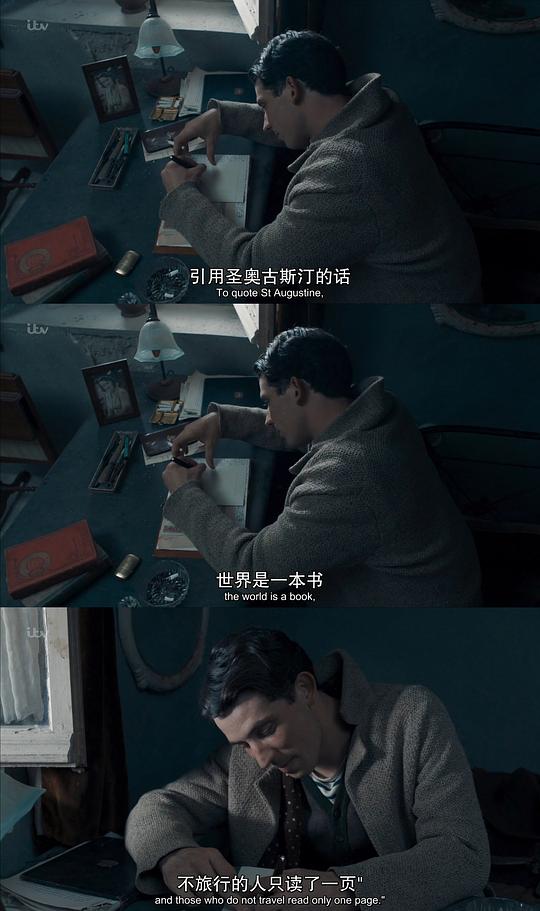 itv
引用圣奥古斯汀的话
To quote St Augustine,
itv
世界是一本书
the world is a book,
itv
不旅行的人只读了一页"
and those who do not travel read only one page."